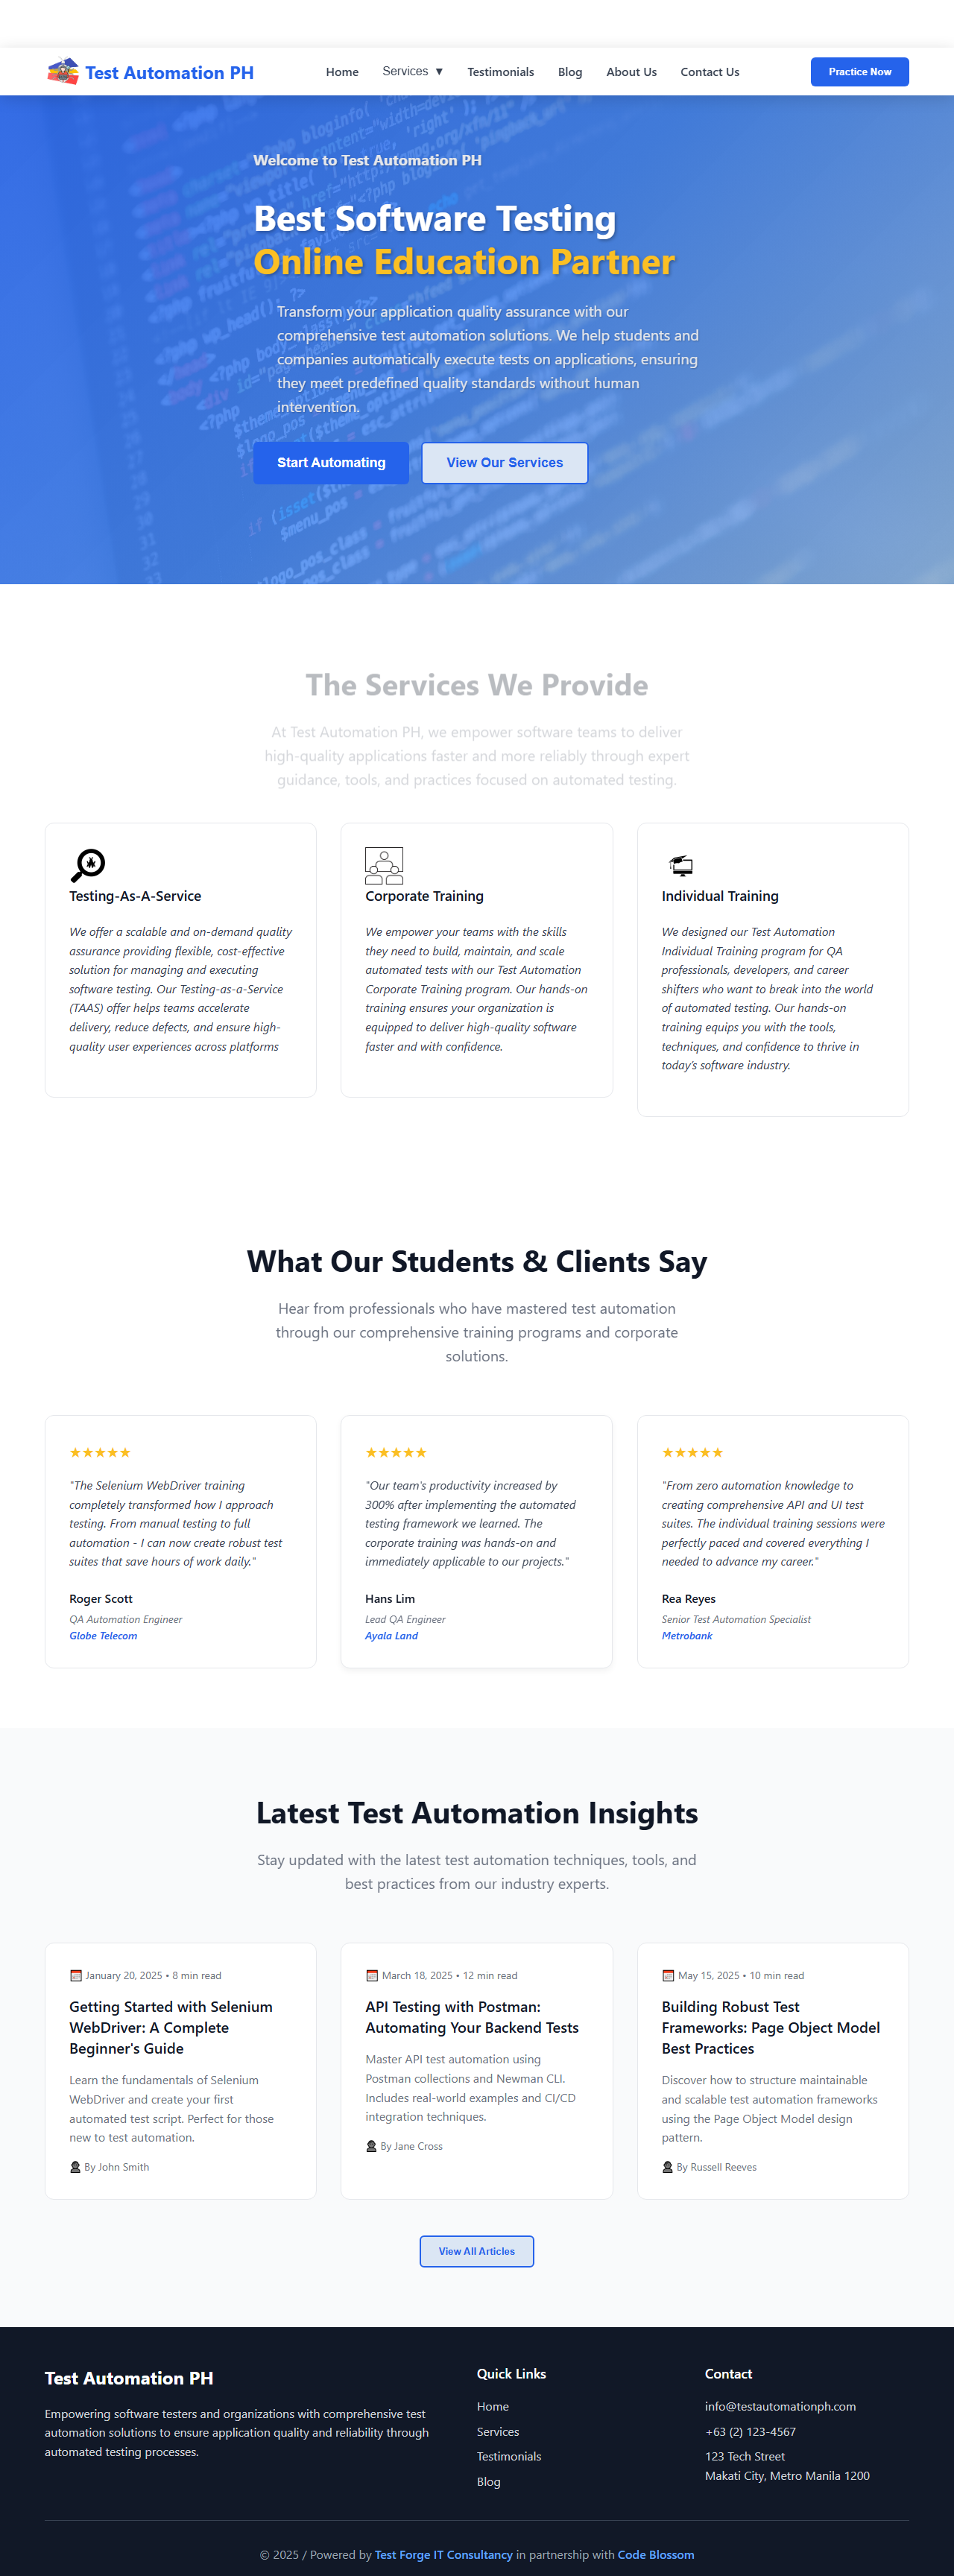 Test Automation PH
Home
Services ▼
Testimonials
Blog
About Us
Contact Us
Practice Now
Welcome to Test Automation PH
Best Software Testing
Online Education Partner
Transform your application quality assurance with our
comprehensive test automation solutions. We help students and
companies automatically execute tests on applications, ensuring
they meet predefined quality standards without human
intervention.
Start Automating
View Our Services
The Services We Provide
At Test Automation PH, we empower software teams to deliver
high-quality applications faster and more reliably through expert
guidance, tools, and practices focused on automated testing.
Testing-As-A-Service
We offer a scalable and on-demand quality
assurance providing flexible, cost-effective
solution for managing and executing
software testing. Our Testing-as-a-Service
(TAAS) offer helps teams accelerate
delivery, reduce defects, and ensure high-
quality user experiences across platforms
Corporate Training
We empower your teams with the skills
they need to build, maintain, and scale
automated tests with our Test Automation
Corporate Training program. Our hands-on
training ensures your organization is
equipped to deliver high-quality software
faster and with confidence.
Individual Training
We designed our Test Automation
Individual Training program for QA
professionals, developers, and career
shifters who want to break into the world
of automated testing. Our hands-on
training equips you with the tools,
techniques, and confidence to thrive in
today's software industry.
What Our Students & Clients Say
Hear from professionals who have mastered test automation
through our comprehensive training programs and corporate
solutions.
★★★★★
"The Selenium WebDriver training
completely transformed how I approach
testing. From manual testing to full
automation - I can now create robust test
suites that save hours of work daily."
Roger Scott
QA Automation Engineer
Globe Telecom
★★★★★
"Our team's productivity increased by
300% after implementing the automated
testing framework we learned. The
corporate training was hands-on and
immediately applicable to our projects."
Hans Lim
Lead QA Engineer
Ayala Land
★★★★★
"From zero automation knowledge to
creating comprehensive API and UI test
suites. The individual training sessions were
perfectly paced and covered everything I
needed to advance my career."
Rea Reyes
Senior Test Automation Specialist
Metrobank
Latest Test Automation Insights
Stay updated with the latest test automation techniques, tools, and
best practices from our industry experts.
January 20, 2025 • 8 min read
Getting Started with Selenium
WebDriver: A Complete
Beginner's Guide
Learn the fundamentals of Selenium
WebDriver and create your first
automated test script. Perfect for those
new to test automation.
By John Smith
March 18, 2025 • 12 min read
API Testing with Postman:
Automating Your Backend Tests
Master API test automation using
Postman collections and Newman CLI.
Includes real-world examples and CI/CD
integration techniques.
By Jane Cross
May 15, 2025 • 10 min read
Building Robust Test
Frameworks: Page Object Model
Best Practices
Discover how to structure maintainable
and scalable test automation frameworks
using the Page Object Model design
pattern.
By Russell Reeves
View All Articles
Test Automation PH
Empowering software testers and organizations with comprehensive test
automation solutions to ensure application quality and reliability through
automated testing processes.
Quick Links
Home
Services
Testimonials
Blog
Contact
info@testautomationph.com
+63 (2) 123-4567
123 Tech Street
Makati City, Metro Manila 1200
© 2025 / Powered by Test Forge IT Consultancy in partnership with Code Blossom